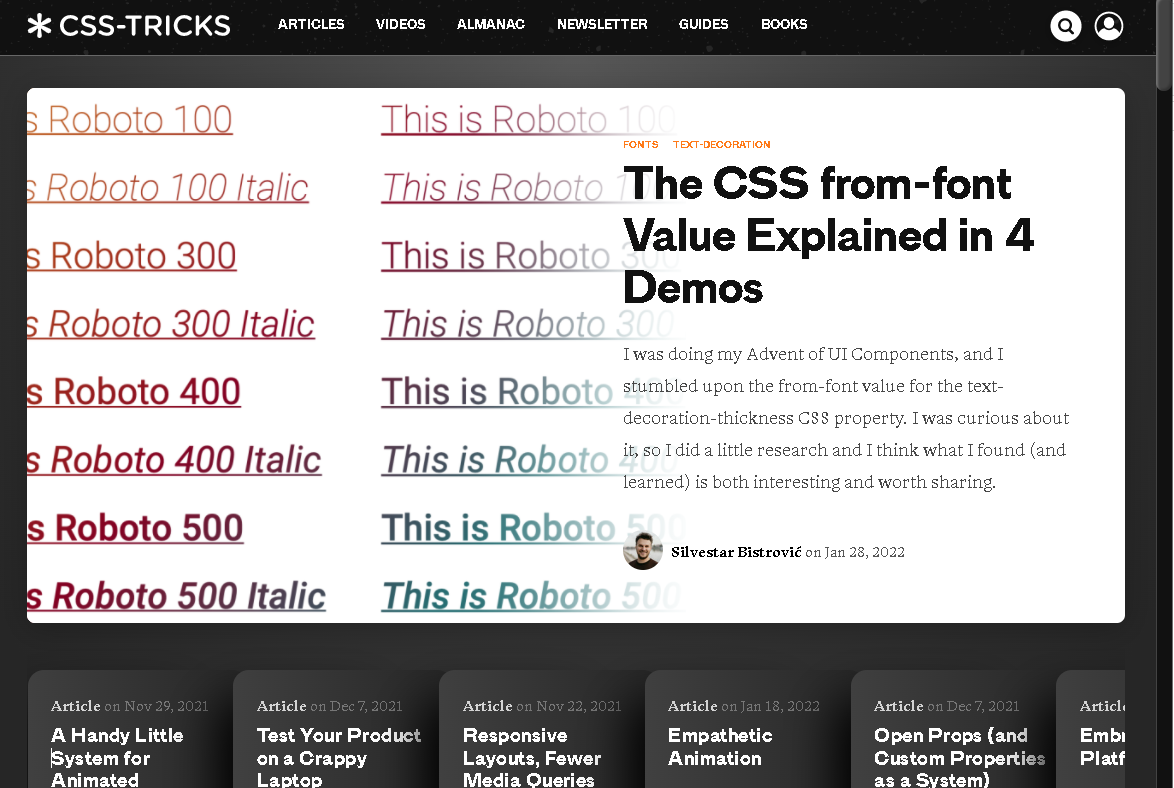 CSS-TRICKS
ARTICLES VIDEOS ALMANAC NEWSLETTER GUIDES BOOKS
s Roboto 100
s Roboto 100 Italic
s Roboto 300
s Roboto 300 Italic
s Roboto 400
s Roboto 400 Italic
s Roboto 500
s Roboto 500 Italic
This is Roboto 100
This is Roboto 1
This is Roboto 3
This is Roboto 300
This is Roboto 400
This is Roboto 40
This is Roboto 500
This is Roboto 500
FONTS TEXT-DECORATION
The CSS from-font
Value Explained in 4
Demos
I was doing my Advent of UI Components, and I
stumbled upon the from-font value for the text-
decoration-thickness CSS property. I was curious about
it, so I did a little research and I think what I found (and
learned) is both interesting and worth sharing.
Silvestar Bistrović on Jan 28, 2022
Article on Nov 29, 2021
A Handy Little
System for
Animated
Article on Dec 7, 2021
Test Your Product
on a Crappy
Laptop
Article on Nov 22, 2021
Responsive
Layouts, Fewer
Media Queries
Article on Jan 18, 2022
Empathetic
Animation
Article on Dec 7, 2021
Open Props (and
Custom Properties
as a System)
Article
Embr
Platf